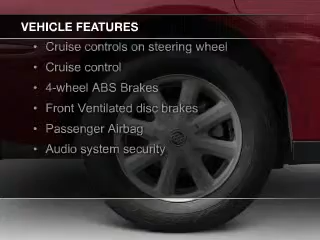 VEHICLE FEATURES
• Cruise controls on steering wheel
• Cruise control
• 4-wheel ABS Brakes
• Front Ventilated disc brakes
• Passenger Airbag
• Audio system security